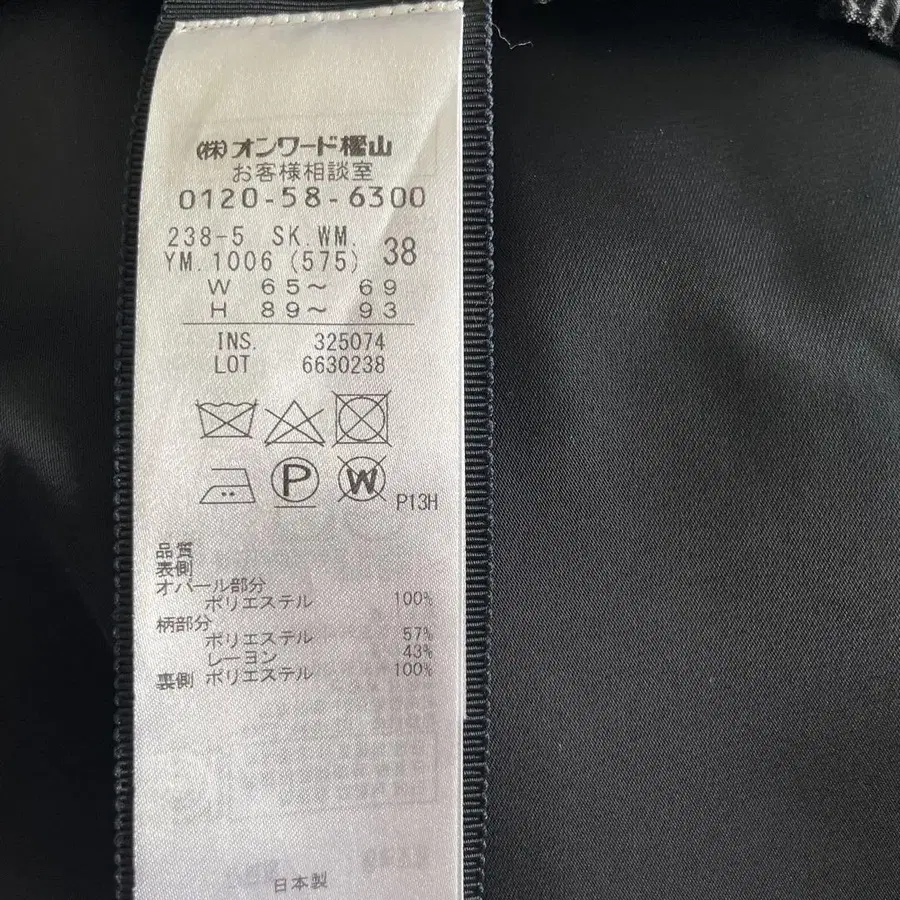 (株)オンワード樫山
お客様相談室
0120-58-6300
238-5 SK.WM.
YM.1006 (575) 38
W 65～ 69
H 89～ 93
INS. 325074
LOT 6630238
P W
P13H
品質
表側
オパール部分
ポリエステル 100%
柄部分
ポリエステル 57%
レーヨン 43%
裏側 ポリエステル 100%
日本製